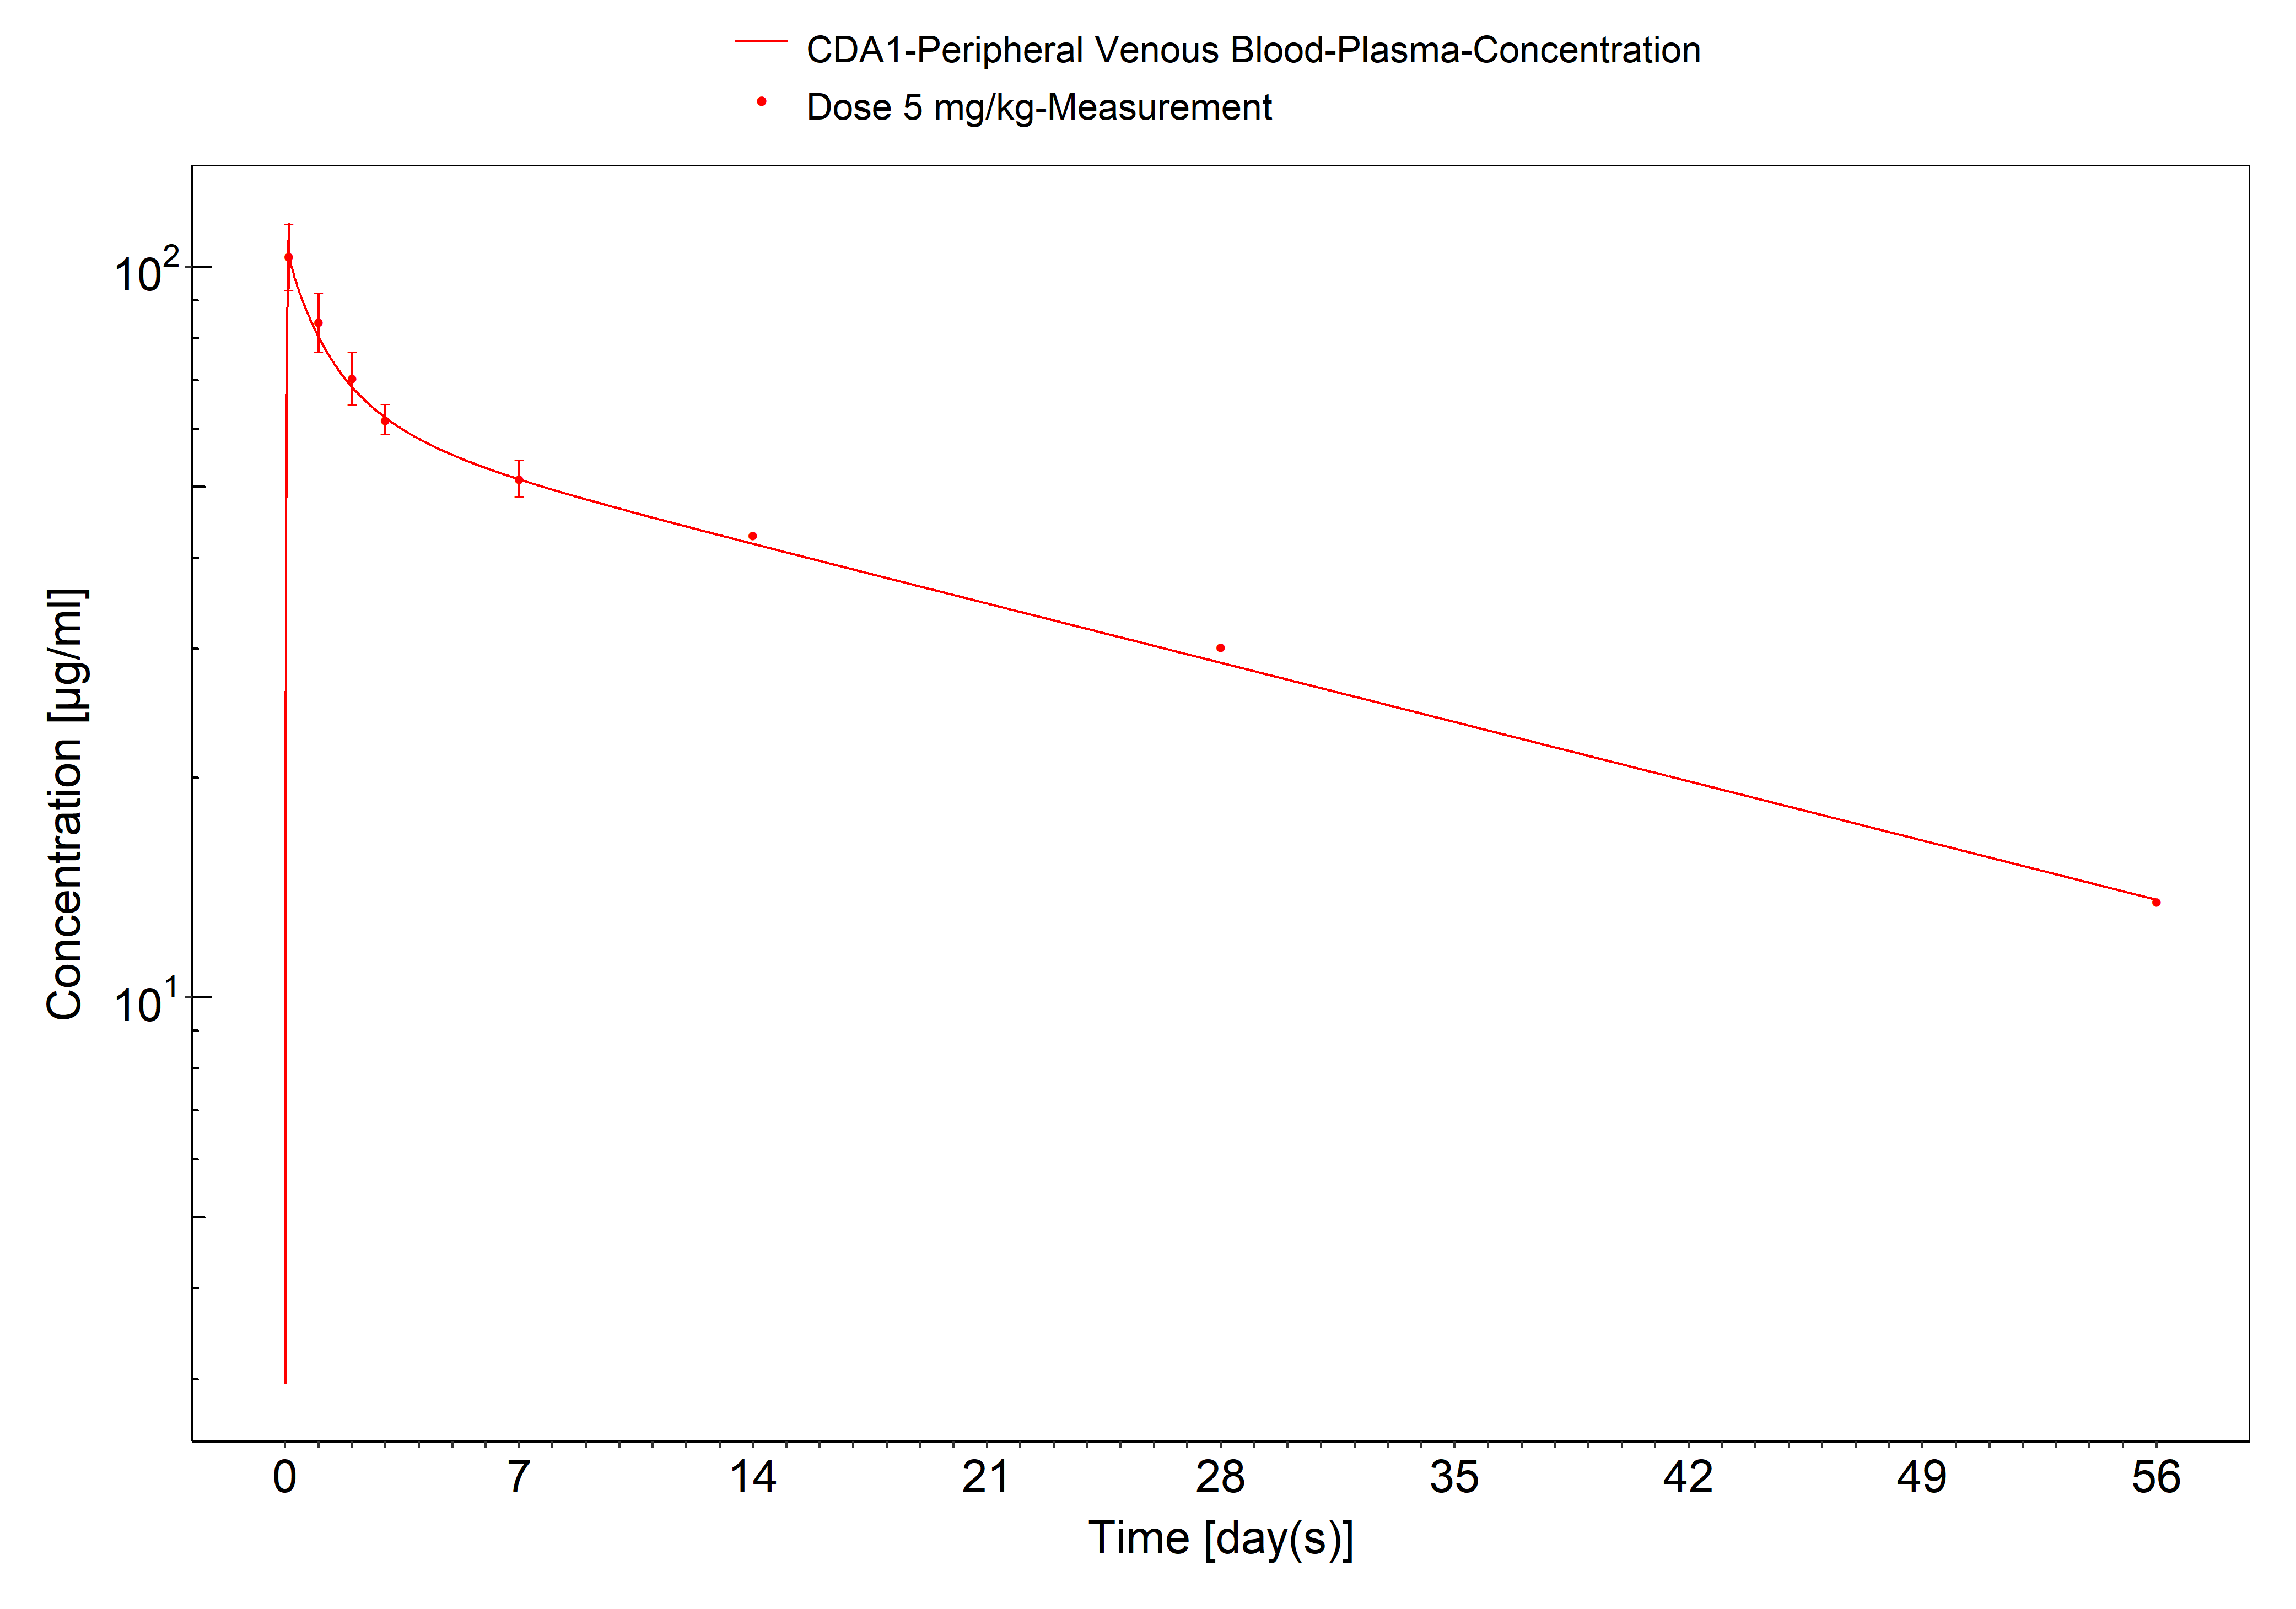 CDA1-Peripheral Venous Blood-Plasma-Concentration
Dose 5 mg/kg-Measurement
10²
10¹
Concentration [µg/ml]
0 7 14 21 28 35 42 49 56
Time [day(s)]